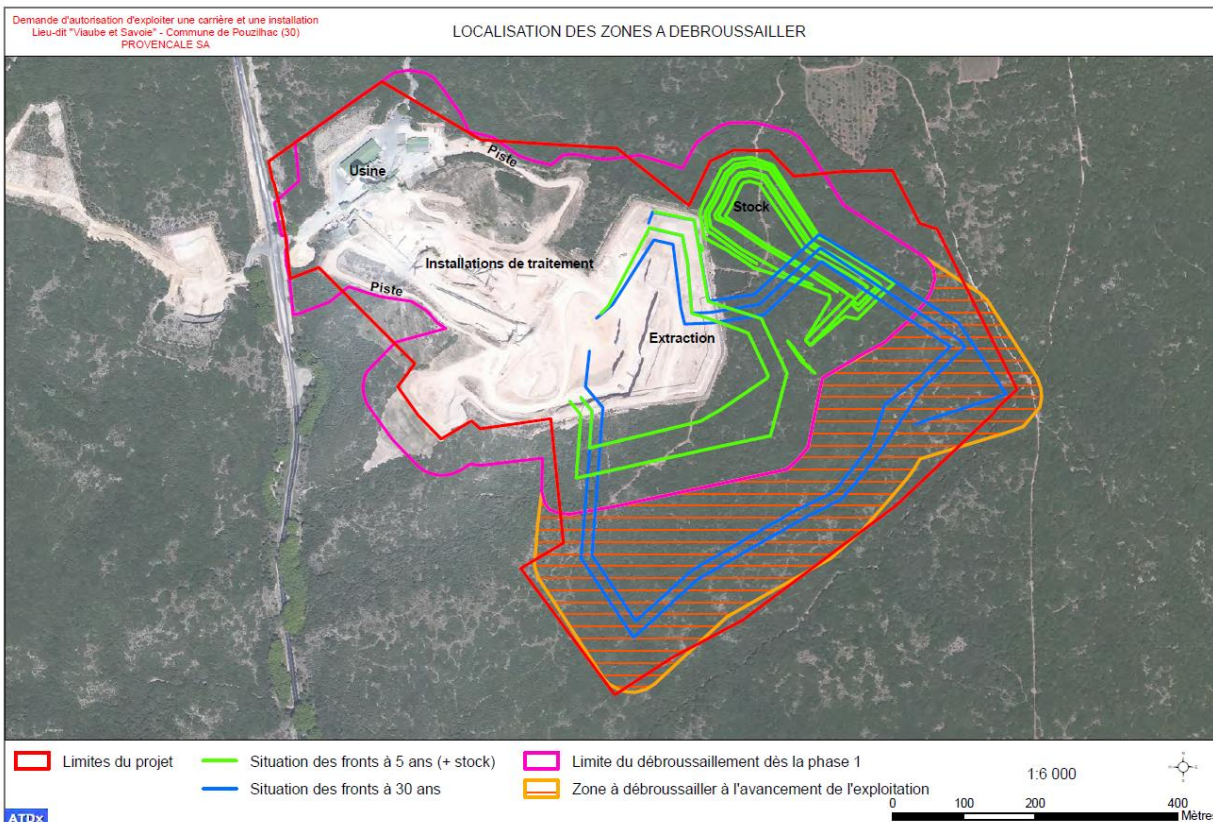 Demande d'autorisation d'exploiter une carrière et une installation
Lieu-dit "Viaube et Savoie" - Commune de Pouzilhac (30)
PROVENCALE SA
LOCALISATION DES ZONES A DEBROUSSAILLER
Piste
Usine
Stock
Installations de traitement
Piste
Extraction
Limites du projet
Situation des fronts à 5 ans (+ stock)
Situation des fronts à 30 ans
Limite du débroussaillement dès la phase 1
Zone à débroussailler à l'avancement de l'exploitation
1:6 000
0 100 200 400
Mètres
ATDx